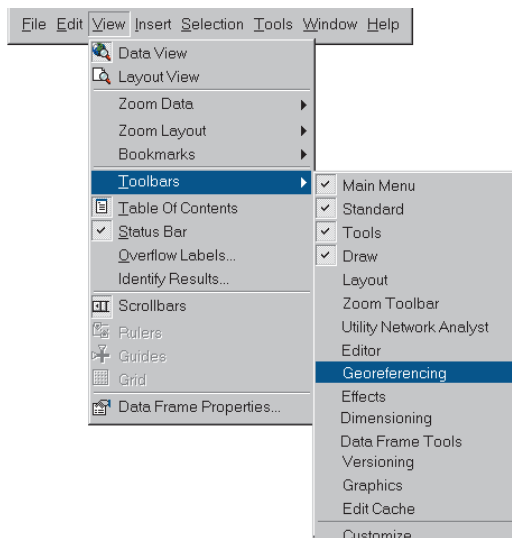 File Edit View Insert Selection Tools Window Help
Data View
Layout View
Zoom Data
Zoom Layout
Bookmarks
Toolbars
Table Of Contents
Status Bar
Overflow Labels...
Identify Results...
Scrollbars
Rulers
Guides
Grid
Data Frame Properties...
Main Menu
Standard
Tools
Draw
Layout
Zoom Toolbar
Utility Network Analyst
Editor
Georeferencing
Effects
Dimensioning
Data Frame Tools
Versioning
Graphics
Edit Cache
Customize